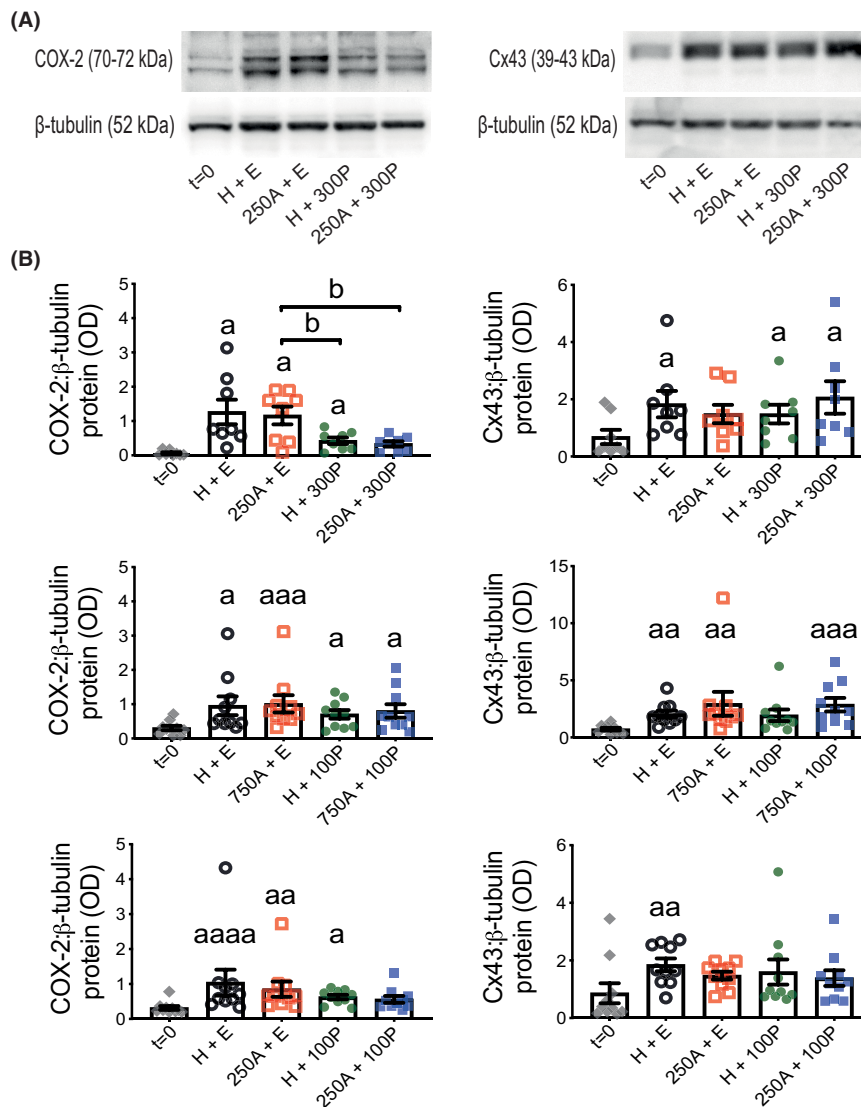 (A)
COX-2 (70-72 kDa)
β-tubulin (52 kDa)
t=0
H + E
250A + E
H + 300P
250A + 300P
Cx43 (39-43 kDa)
β-tubulin (52 kDa)
t=0
H + E
250A + E
H + 300P
250A + 300P
(B)
COX-2:β-tubulin
protein (OD)
5
4
3
2
1
0
a
a
a
b
b
t=0
H + E
250A + E
H + 300P
250A + 300P
Cx43:β-tubulin
protein (OD)
6
4
2
0
a
a
a
t=0
H + E
250A + E
H + 300P
250A + 300P
COX-2:β-tubulin
protein (OD)
5
4
3
2
1
0
a
aaa
a
a
t=0
H + E
750A + E
H + 100P
750A + 100P
Cx43:β-tubulin
protein (OD)
15
10
5
0
aa
aa
aaa
t=0
H + E
750A + E
H + 100P
750A + 100P
COX-2:β-tubulin
protein (OD)
5
4
3
2
1
0
aaaa
aa
a
t=0
H + E
250A + E
H + 100P
250A + 100P
Cx43:β-tubulin
protein (OD)
6
4
2
0
aa
t=0
H + E
250A + E
H + 100P
250A + 100P